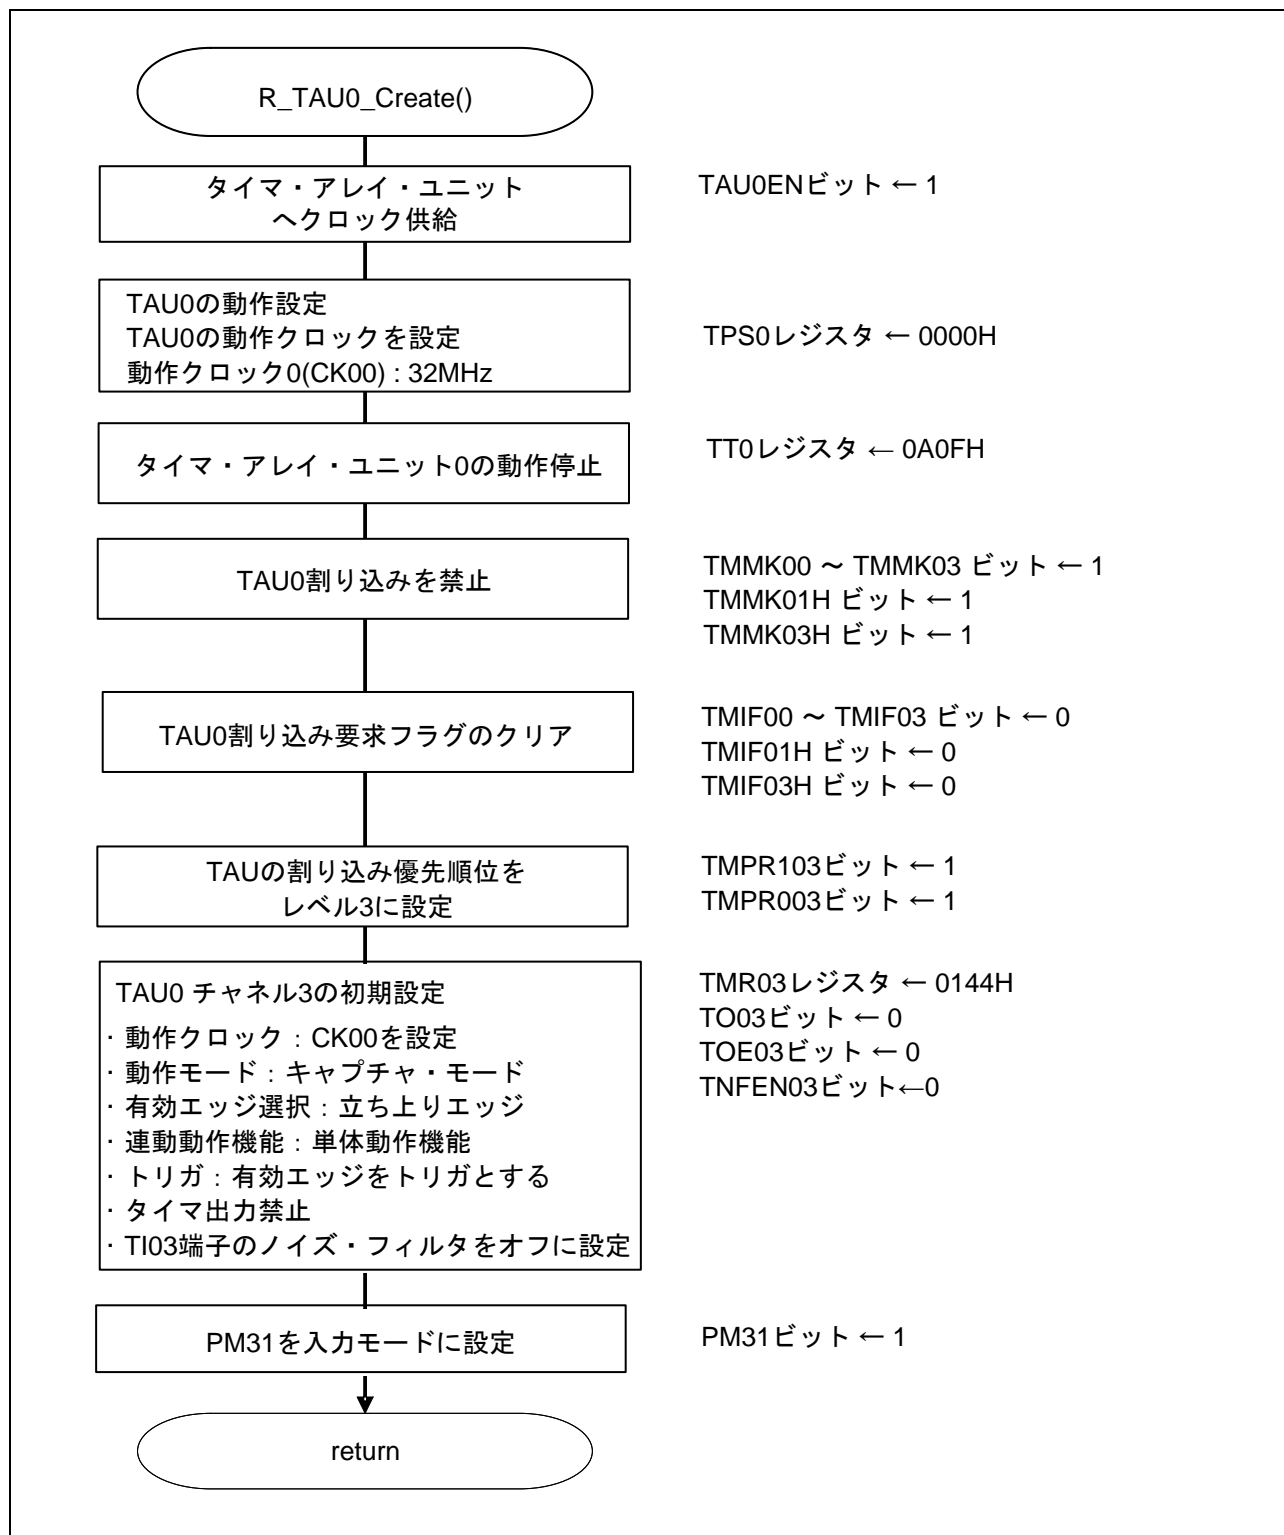 R_TAU0_Create()
タイマ・アレイ・ユニット
へクロック供給
TAU0ENビット ← 1
TAU0の動作設定
TAU0の動作クロックを設定
動作クロック0(CK00) : 32MHz
TPS0レジスタ ← 0000H
タイマ・アレイ・ユニット0の動作停止
TT0レジスタ ← 0A0FH
TAU0割り込みを禁止
TMMK00 ～ TMMK03 ビット ← 1
TMMK01H ビット ← 1
TMMK03H ビット ← 1
TAU0割り込み要求フラグのクリア
TMIF00 ～ TMIF03 ビット ← 0
TMIF01H ビット ← 0
TMIF03H ビット ← 0
TAUの割り込み優先順位を
レベル3に設定
TMPR103ビット ← 1
TMPR003ビット ← 1
TAU0 チャネル3の初期設定
・動作クロック：CK00を設定
・動作モード：キャプチャ・モード
・有効エッジ選択：立ち上りエッジ
・連動動作機能：単体動作機能
・トリガ：有効エッジをトリガとする
・タイマ出力禁止
・TI03端子のノイズ・フィルタをオフに設定
TMR03レジスタ ← 0144H
TO03ビット ← 0
TOE03ビット ← 0
TNFEN03ビット←0
PM31を入力モードに設定
PM31ビット ← 1
return